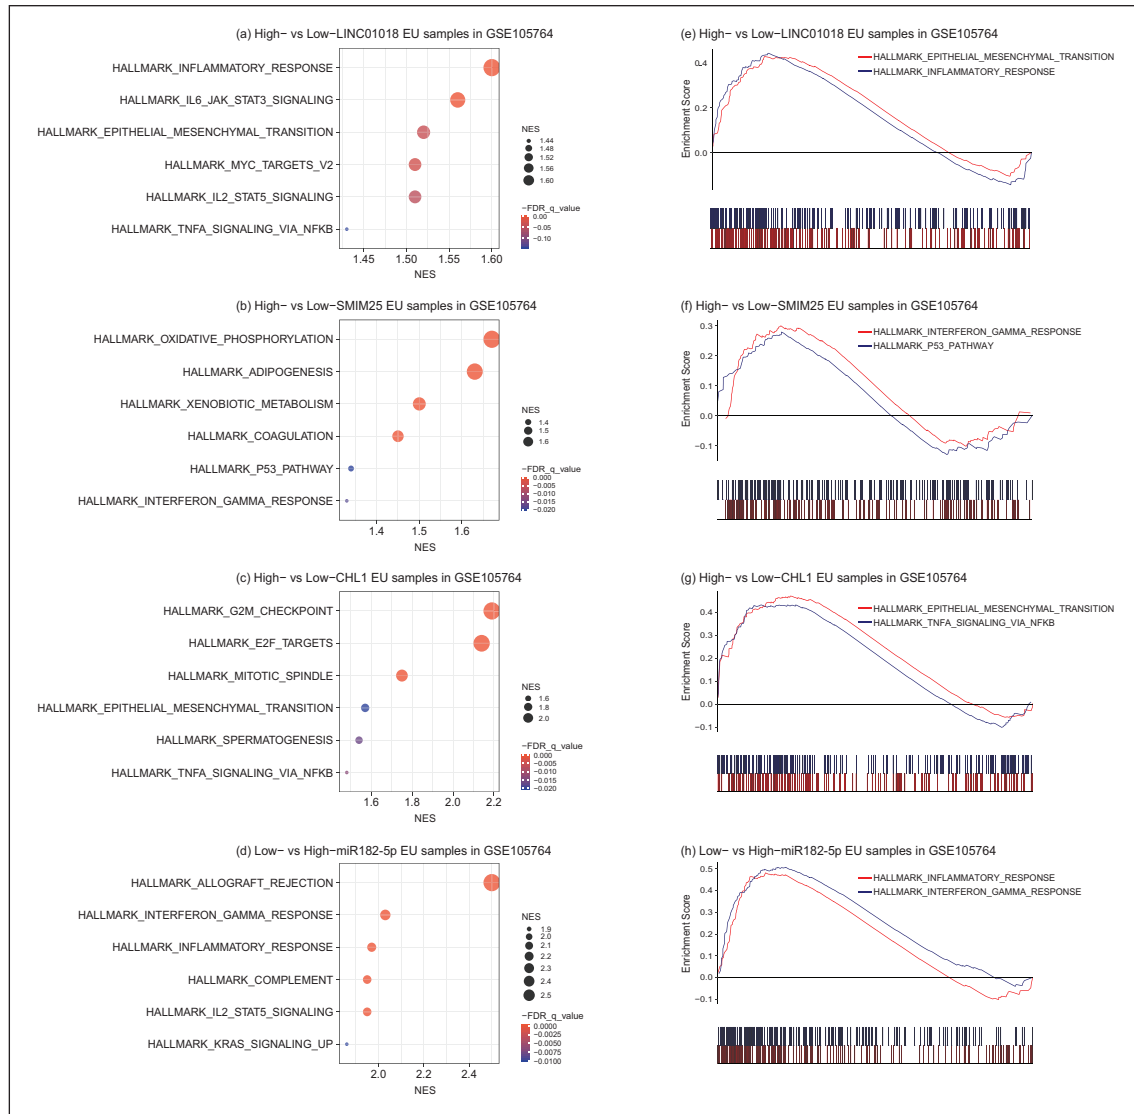 (a) High− vs Low−LINC01018 EU samples in GSE105764
HALLMARK_INFLAMMATORY_RESPONSE
HALLMARK_IL6_JAK_STAT3_SIGNALING
HALLMARK_EPITHELIAL_MESENCHYMAL_TRANSITION
HALLMARK_MYC_TARGETS_V2
HALLMARK_IL2_STAT5_SIGNALING
HALLMARK_TNFA_SIGNALING_VIA_NFKB
1.45 1.50 1.55 1.60
NES
NES
1.44
1.48
1.52
1.56
1.60
−FDR_q_value
0.00
−0.05
−0.10
(e) High− vs Low−LINC01018 EU samples in GSE105764
HALLMARK_EPITHELIAL_MESENCHYMAL_TRANSITION
HALLMARK_INFLAMMATORY_RESPONSE
Enrichment Score
0.4
0.2
0.0
(b) High− vs Low−SMIM25 EU samples in GSE105764
HALLMARK_OXIDATIVE_PHOSPHORYLATION
HALLMARK_ADIPOGENESIS
HALLMARK_XENOBIOTIC_METABOLISM
HALLMARK_COAGULATION
HALLMARK_P53_PATHWAY
HALLMARK_INTERFERON_GAMMA_RESPONSE
1.4 1.5 1.6
NES
NES
1.4
1.5
1.6
−FDR_q_value
0.000
−0.005
−0.010
−0.015
−0.020
(f) High− vs Low−SMIM25 EU samples in GSE105764
HALLMARK_INTERFERON_GAMMA_RESPONSE
HALLMARK_P53_PATHWAY
Enrichment Score
0.3
0.2
0.1
0.0
−0.1
(c) High− vs Low−CHL1 EU samples in GSE105764
HALLMARK_G2M_CHECKPOINT
HALLMARK_E2F_TARGETS
HALLMARK_MITOTIC_SPINDLE
HALLMARK_EPITHELIAL_MESENCHYMAL_TRANSITION
HALLMARK_SPERMATOGENESIS
HALLMARK_TNFA_SIGNALING_VIA_NFKB
1.6 1.8 2.0 2.2
NES
NES
1.6
1.8
2.0
−FDR_q_value
0.000
−0.005
−0.010
−0.015
−0.020
(g) High− vs Low−CHL1 EU samples in GSE105764
HALLMARK_EPITHELIAL_MESENCHYMAL_TRANSITION
HALLMARK_TNFA_SIGNALING_VIA_NFKB
Enrichment Score
0.4
0.3
0.2
0.1
0.0
−0.1
(d) Low− vs High−miR182-5p EU samples in GSE105764
HALLMARK_ALLOGRAFT_REJECTION
HALLMARK_INTERFERON_GAMMA_RESPONSE
HALLMARK_INFLAMMATORY_RESPONSE
HALLMARK_COMPLEMENT
HALLMARK_IL2_STAT5_SIGNALING
HALLMARK_KRAS_SIGNALING_UP
2.0 2.2 2.4
NES
NES
1.9
2.0
2.1
2.2
2.3
2.4
2.5
−FDR_q_value
0.0000
−0.0025
−0.0050
−0.0075
−0.0100
(h) Low− vs High−miR182-5p EU samples in GSE105764
HALLMARK_INFLAMMATORY_RESPONSE
HALLMARK_INTERFERON_GAMMA_RESPONSE
Enrichment Score
0.5
0.4
0.3
0.2
0.1
0.0
−0.1